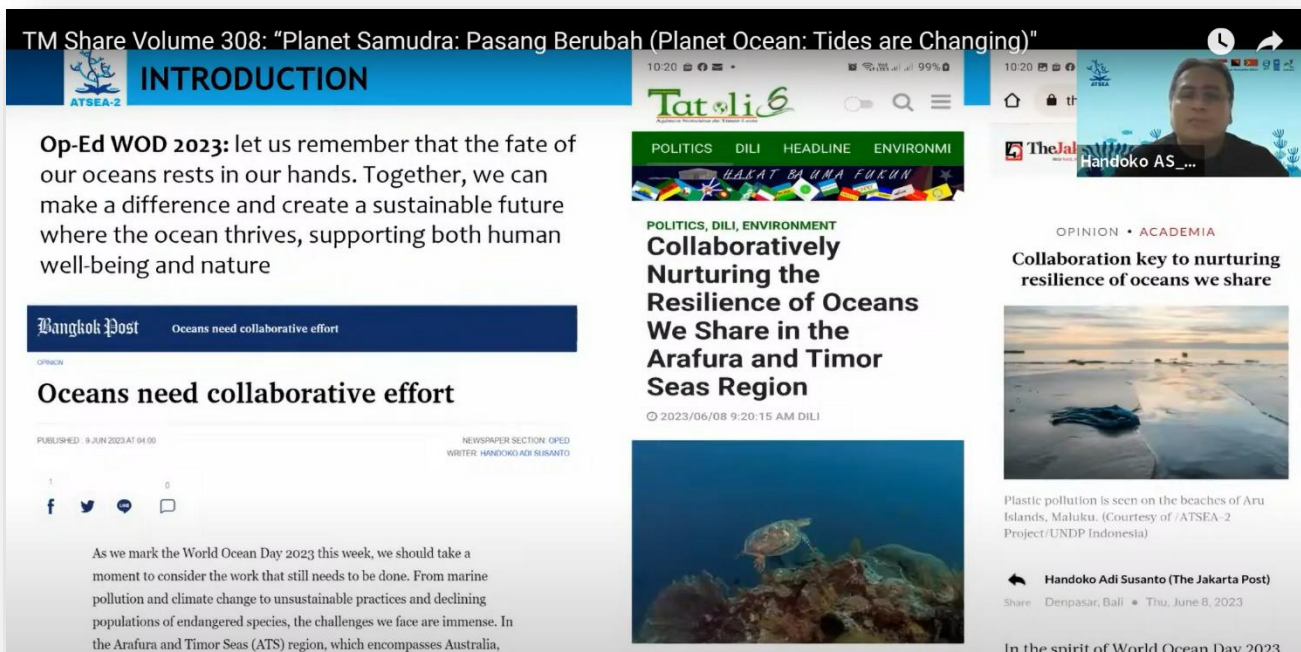 TM Share Volume 308: “Planet Samudra: Pasang Berubah (Planet Ocean: Tides are Changing)"
ATSEA-2
INTRODUCTION
Op-Ed WOD 2023: let us remember that the fate of
our oceans rests in our hands. Together, we can
make a difference and create a sustainable future
where the ocean thrives, supporting both human
well-being and nature
Bangkok Post Oceans need collaborative effort
OPINION
Oceans need collaborative effort
PUBLISHED : 9 JUN 2023 AT 04:00
NEWSPAPER SECTION: OPED
WRITER: HANDOKO ADI SUSANTO
1
0
As we mark the World Ocean Day 2023 this week, we should take a
moment to consider the work that still needs to be done. From marine
pollution and climate change to unsustainable practices and declining
populations of endangered species, the challenges we face are immense. In
the Arafura and Timor Seas (ATS) region, which encompasses Australia,
10:20
99%
Tatoli
POLITICS DILI HEADLINE ENVIRONM
HAKAT BA UMA FUKUN
POLITICS, DILI, ENVIRONMENT
Collaboratively
Nurturing the
Resilience of Oceans
We Share in the
Arafura and Timor
Seas Region
2023/06/08 9:20:15 AM DILI
10:20
th
TheJak
ATSEA
Handoko AS_...
OPINION • ACADEMIA
Collaboration key to nurturing
resilience of oceans we share
Plastic pollution is seen on the beaches of Aru
Islands, Maluku. (Courtesy of /ATSEA-2
Project/UNDP Indonesia)
Handoko Adi Susanto (The Jakarta Post)
Share Denpasar, Bali • Thu, June 8, 2023
In the spirit of World Ocean Day 2023